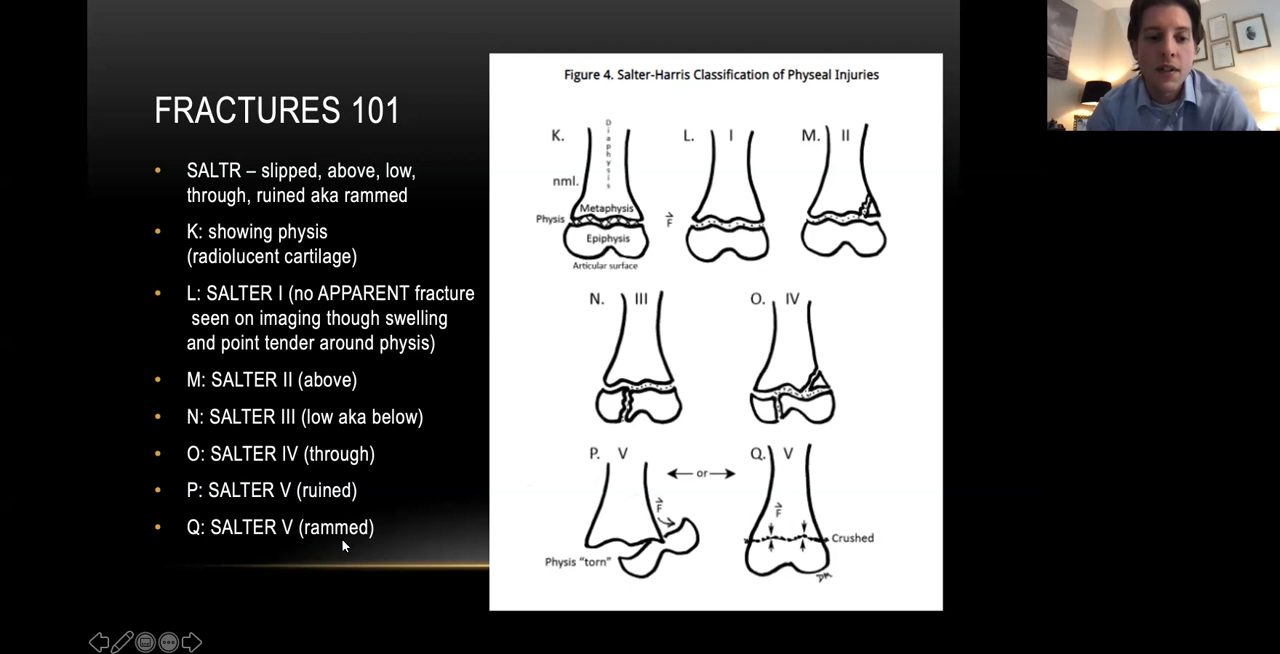 FRACTURES 101
• SALTR – slipped, above, low,
through, ruined aka rammed
• K: showing physis
(radiolucent cartilage)
• L: SALTER I (no APPARENT fracture
seen on imaging though swelling
and point tender around physis)
• M: SALTER II (above)
• N: SALTER III (low aka below)
• O: SALTER IV (through)
• P: SALTER V (ruined)
• Q: SALTER V (rammed)
Figure 4. Salter-Harris Classification of Physeal Injuries
K.
Diaphysis
nml.
Metaphysis
Physis
Epiphysis
Articular surface
F
L. I
M. II
N. III
O. IV
P. V
F
Physis "torn"
or
Q. V
F
Crushed